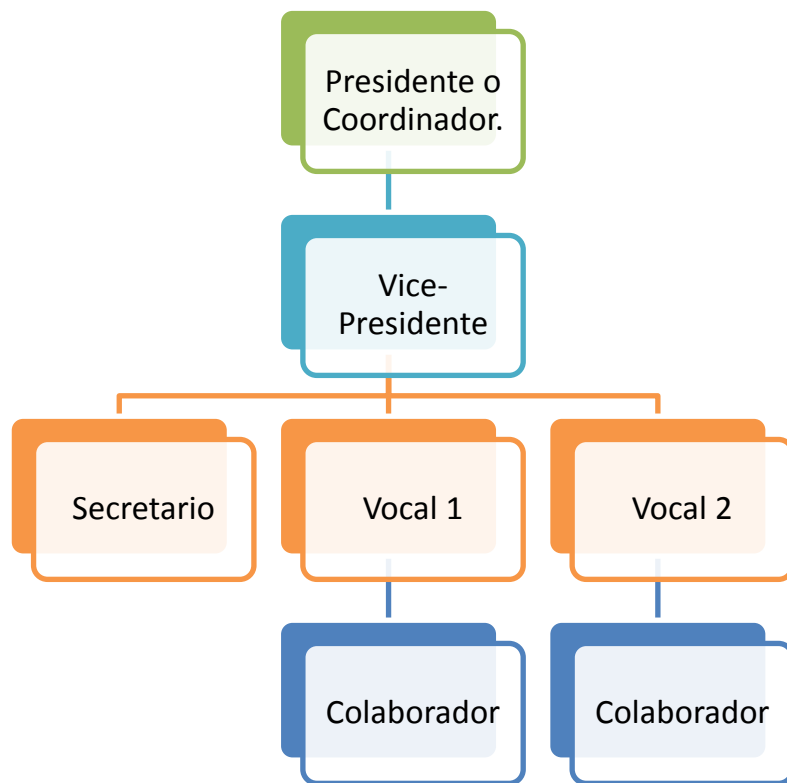 Presidente o
Coordinador.
Vice-
Presidente
Secretario
Vocal 1
Vocal 2
Colaborador
Colaborador